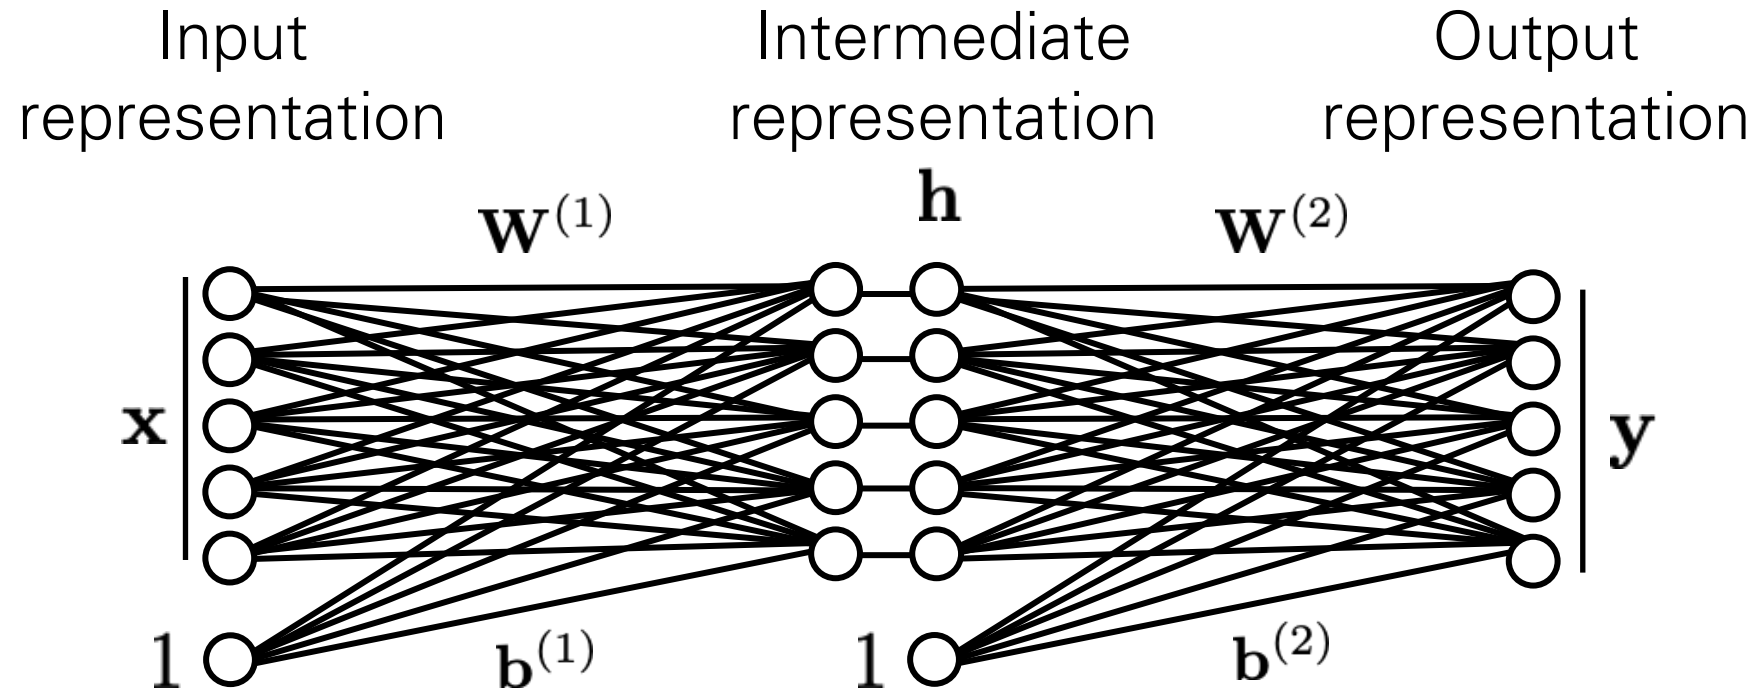 Input
representation
Intermediate
representation
Output
representation
h
W(1)
W(2)
x
y
1
b(1)
1
b(2)